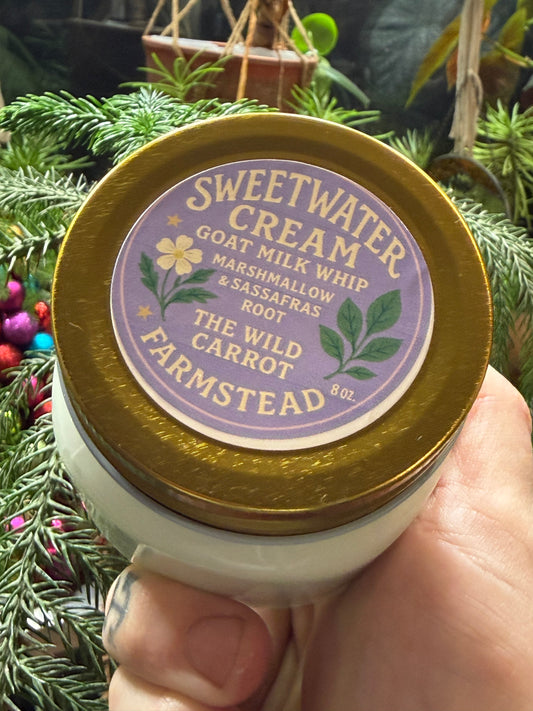 SWEETWATER
CREAM
GOAT MILK WHIP
MARSHMALLOW
& SASSAFRAS
ROOT
THE WILD
CARROT
FARMSTEAD
8 OZ.